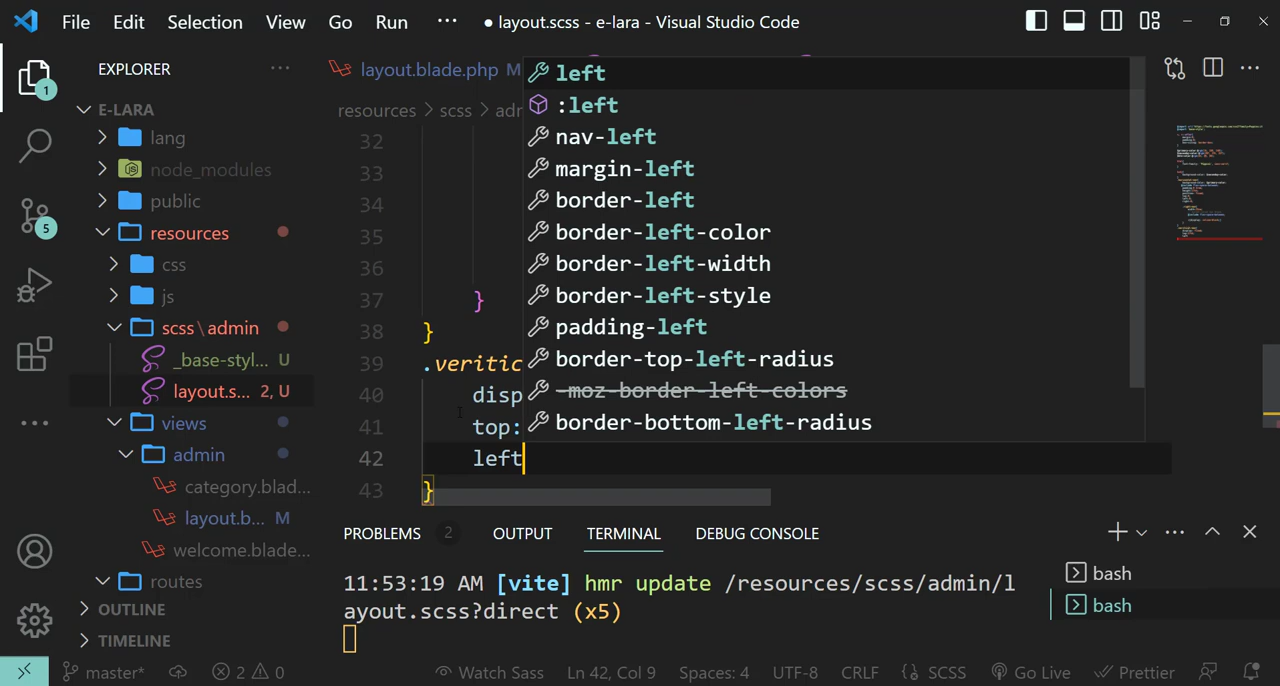 File Edit Selection View Go Run ··· ● layout.scss - e-lara - Visual Studio Code
EXPLORER ···
layout.blade.php M
E-LARA
resources > scss > adr
lang
node_modules
public
resources
css
js
scss\admin
_base-styl... U
layout.s... 2, U
views
admin
category.blad...
layout.b... M
welcome.blade...
routes
OUTLINE
TIMELINE
1
5
32
33
34
35
36
37 }
38 }
39 .veritic
40 disp
41 top:
42 left
43 }
left
:left
nav-left
margin-left
border-left
border-left-color
border-left-width
border-left-style
padding-left
border-top-left-radius
-moz-border-left-colors
border-bottom-left-radius
PROBLEMS 2 OUTPUT TERMINAL DEBUG CONSOLE
11:53:19 AM [vite] hmr update /resources/scss/admin/l
ayout.scss?direct (x5)
bash
bash
master* 2 0 Watch Sass Ln 42, Col 9 Spaces: 4 UTF-8 CRLF {} SCSS Go Live Prettier